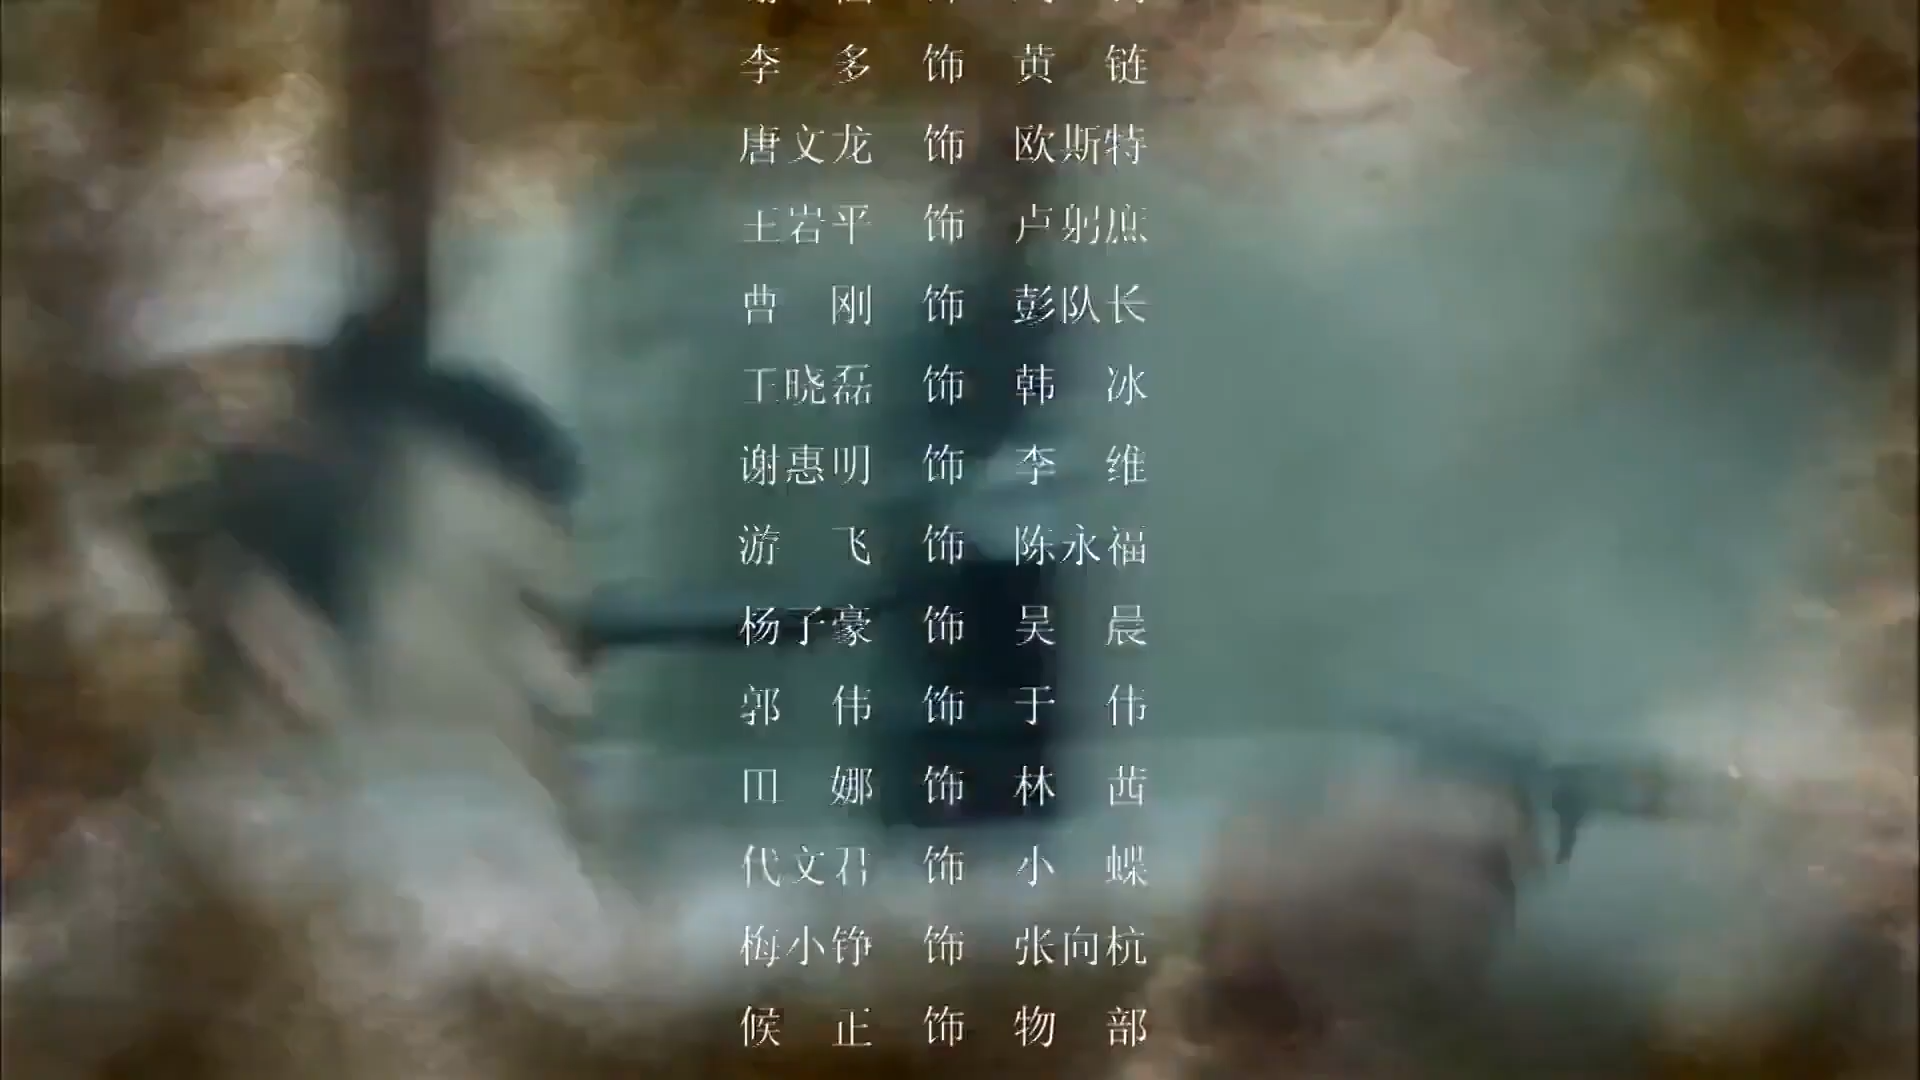 李 多 饰 黄 链
唐文龙 饰 欧斯特
王岩平 饰 卢躬庶
曹 刚 饰 彭队长
王晓磊 饰 韩 冰
谢惠明 饰 李 维
游 飞 饰 陈永福
杨子豪 饰 吴 晨
郭 伟 饰 于 伟
田 娜 饰 林 茜
代文君 饰 小 蝶
梅小铮 饰 张向杭
候 正 饰 物 部